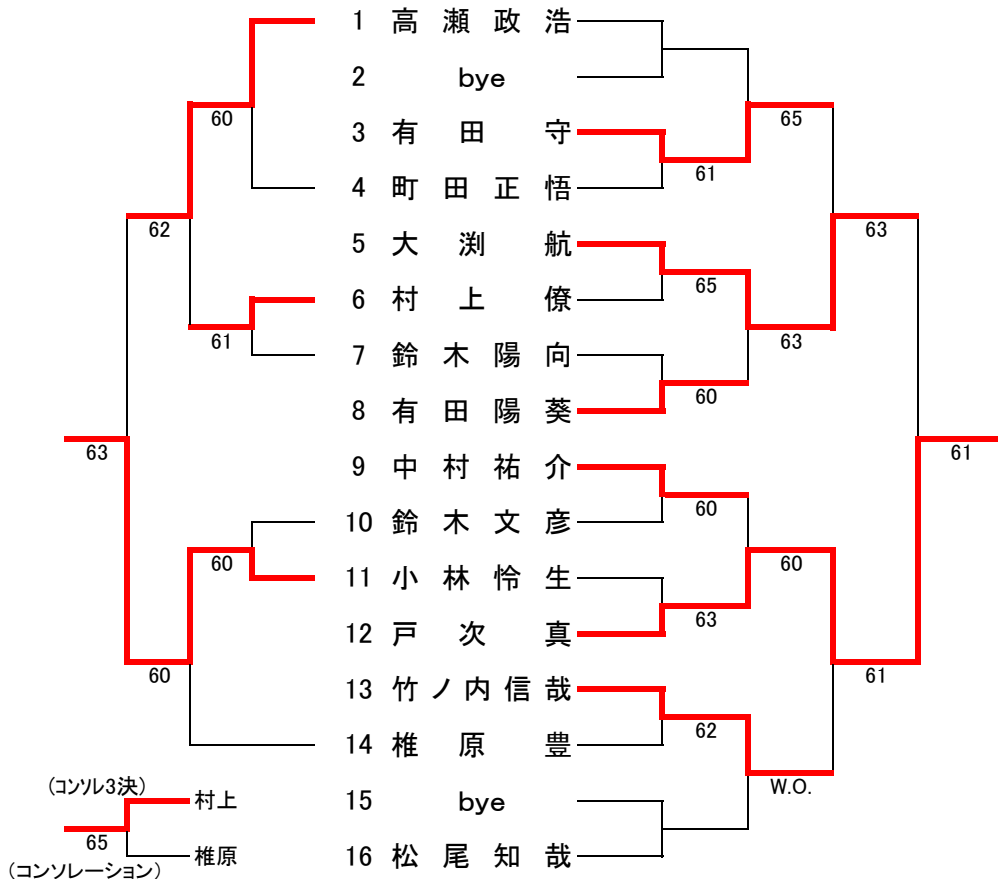 1 高瀬政浩
60
2 bye
65
3 有田守
61
4 町田正悟
62
63
5 大渕航
65
6 村上僚
61
63
7 鈴木陽向
60
8 有田陽葵
63
61
9 中村祐介
60
10 鈴木文彦
60
60
11 小林怜生
63
12 戸次真
60
61
13 竹ノ内信哉
62
14 椎原豊
(コンソレ3決)
W.O.
村上
15 bye
65
椎原
16 松尾知哉
(コンソレーション)